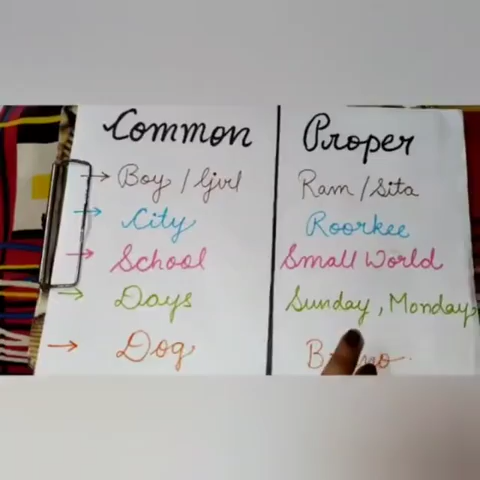 Common Proper
Boy / Girl Ram / Sita
City Roorkee
School Small World
Days Sunday, Monday
Dog